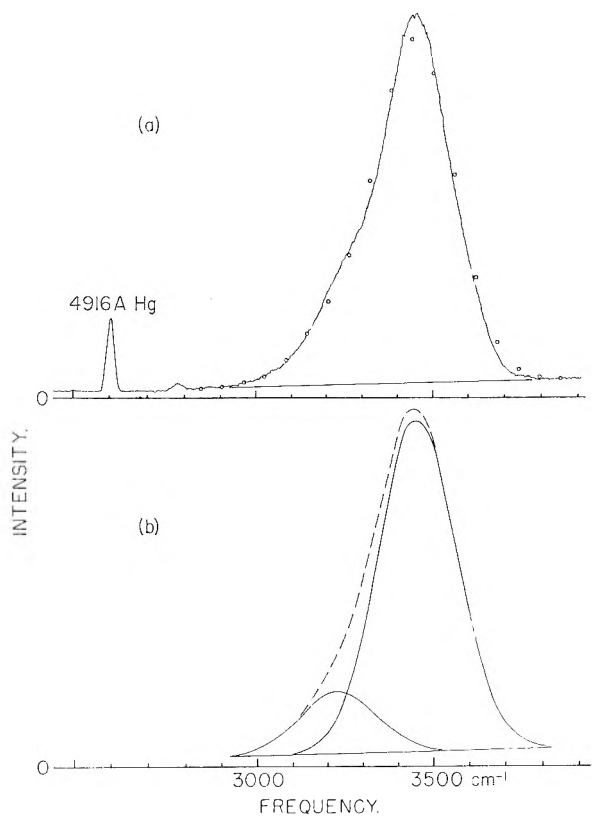 (a)
4916A Hg
0
INTENSITY.
(b)
0
3000 3500 cm⁻¹
FREQUENCY.